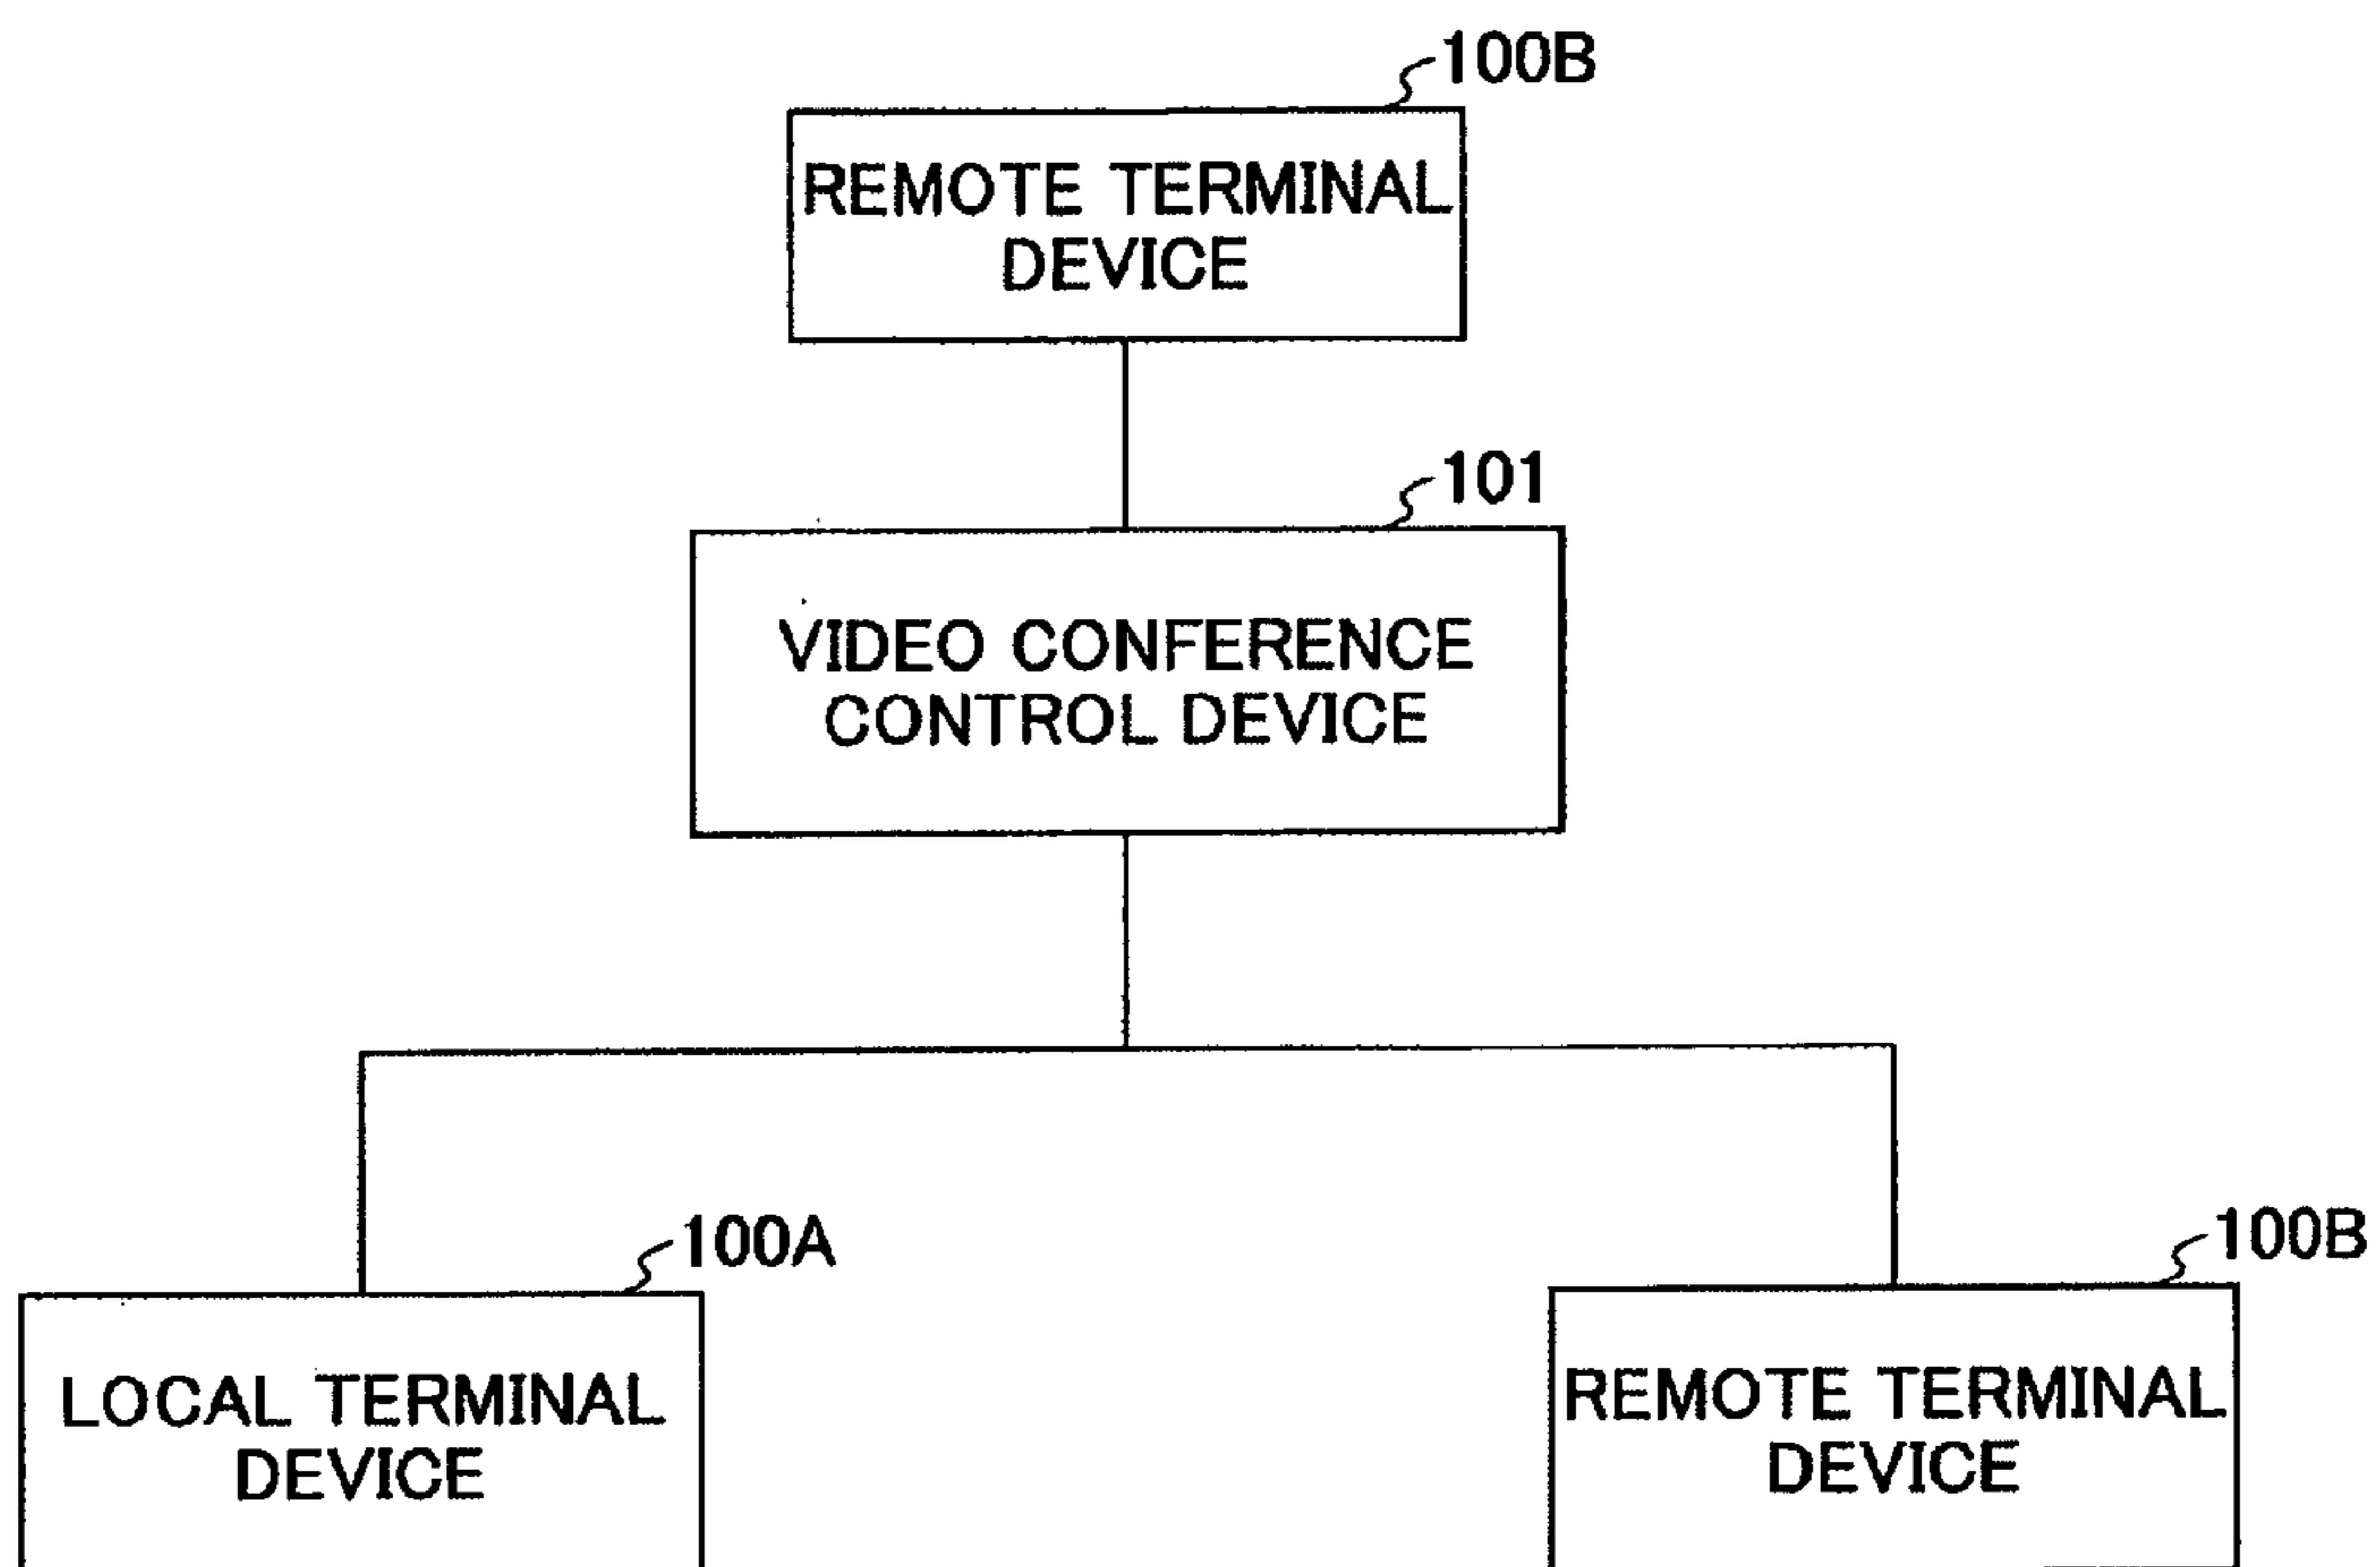 100B
REMOTE TERMINAL
DEVICE
101
VIDEO CONFERENCE
CONTROL DEVICE
100A
LOCAL TERMINAL
DEVICE
100B
REMOTE TERMINAL
DEVICE